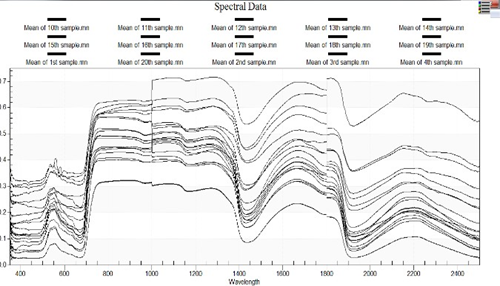 Spectral Data
Mean of 10th sample.mn Mean of 11th sample.mn Mean of 12th sample.mn Mean of 13th sample.mn Mean of 14th sample.mn
Mean of 15th sample.mn Mean of 16th sample.mn Mean of 17th sample.mn Mean of 18th sample.mn Mean of 19th sample.mn
Mean of 1st sample.mn Mean of 20th sample.mn Mean of 2nd sample.mn Mean of 3rd sample.mn Mean of 4th sample.mn
0.7
0.6
0.5
0.4
0.3
0.2
0.1
0.0
400 600 800 1000 1200 1400 1600 1800 2000 2200 2400
Wavelength